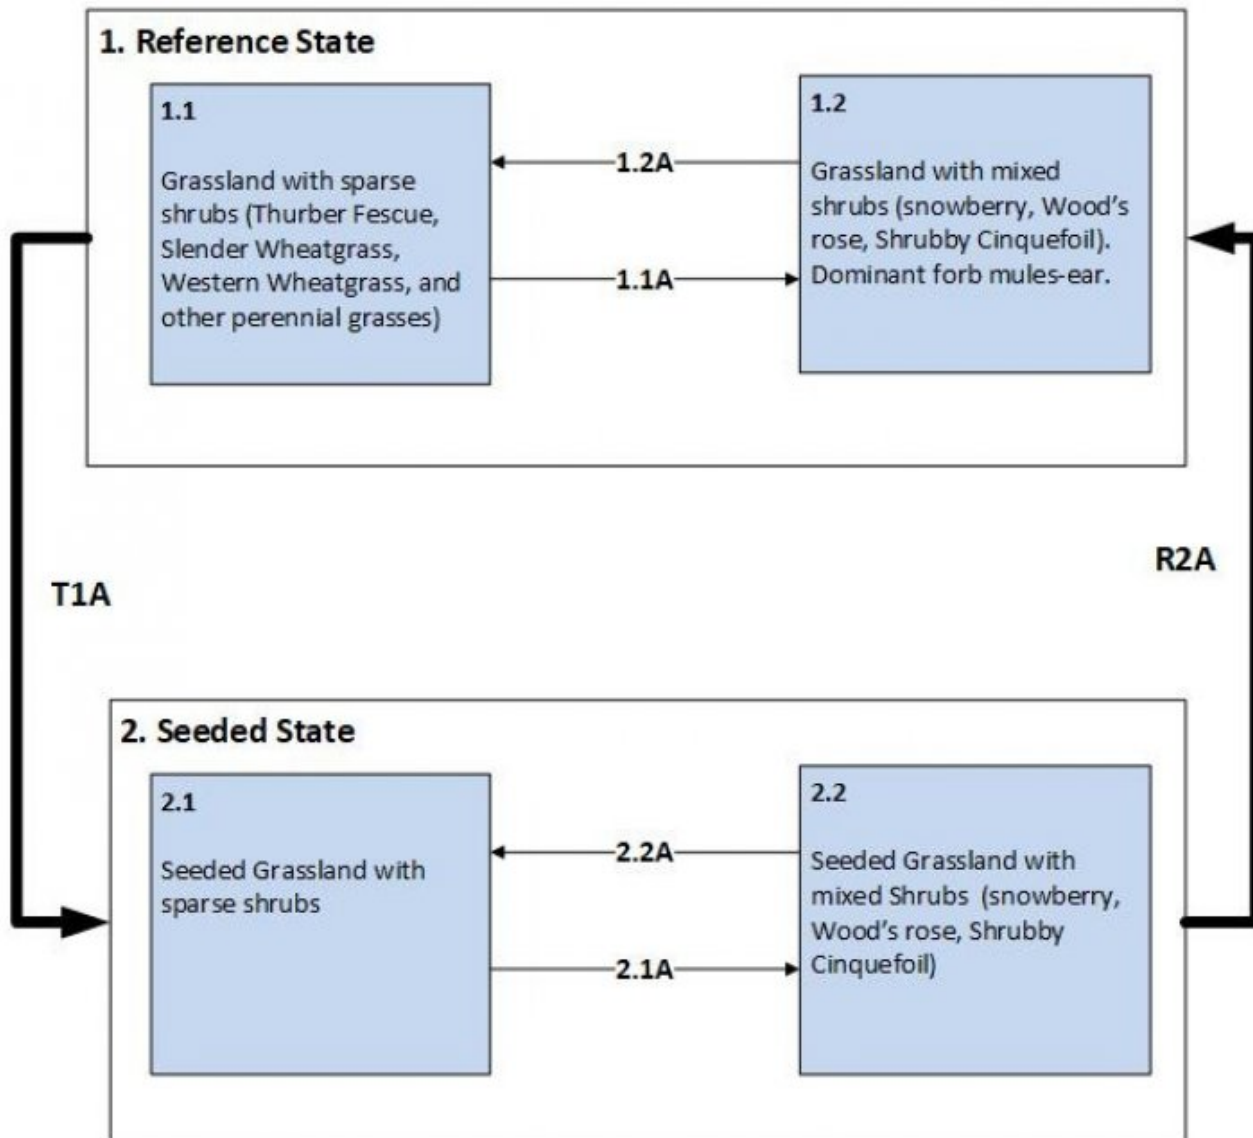 1. Reference State
1.1
Grassland with sparse
shrubs (Thurber Fescue,
Slender Wheatgrass,
Western Wheatgrass, and
other perennial grasses)
1.2A
1.1A
1.2
Grassland with mixed
shrubs (snowberry, Wood's
rose, Shrubby Cinquefoil).
Dominant forb mules-ear.
T1A
R2A
2. Seeded State
2.1
Seeded Grassland with
sparse shrubs
2.2A
2.1A
2.2
Seeded Grassland with
mixed Shrubs (snowberry,
Wood's rose, Shrubby
Cinquefoil)